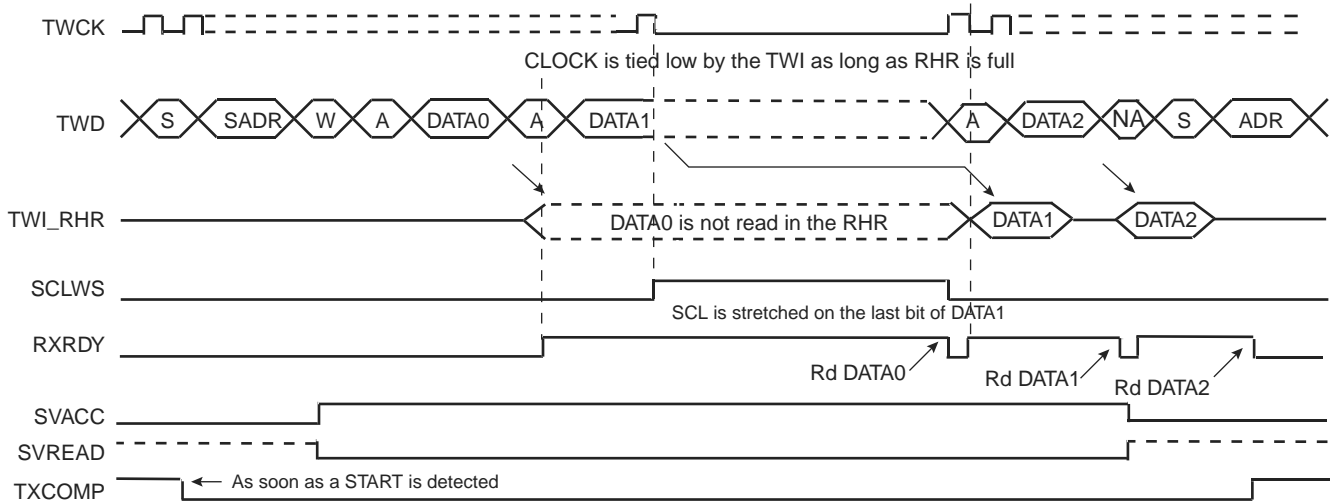 TWCK
CLOCK is tied low by the TWI as long as RHR is full
TWD S SADR W A DATA0 A DATA1 A DATA2 NA S ADR
TWI_RHR DATA0 is not read in the RHR DATA1 DATA2
SCLWS
SCL is stretched on the last bit of DATA1
RXRDY
Rd DATA0 Rd DATA1 Rd DATA2
SVACC
SVREAD
TXCOMP As soon as a START is detected